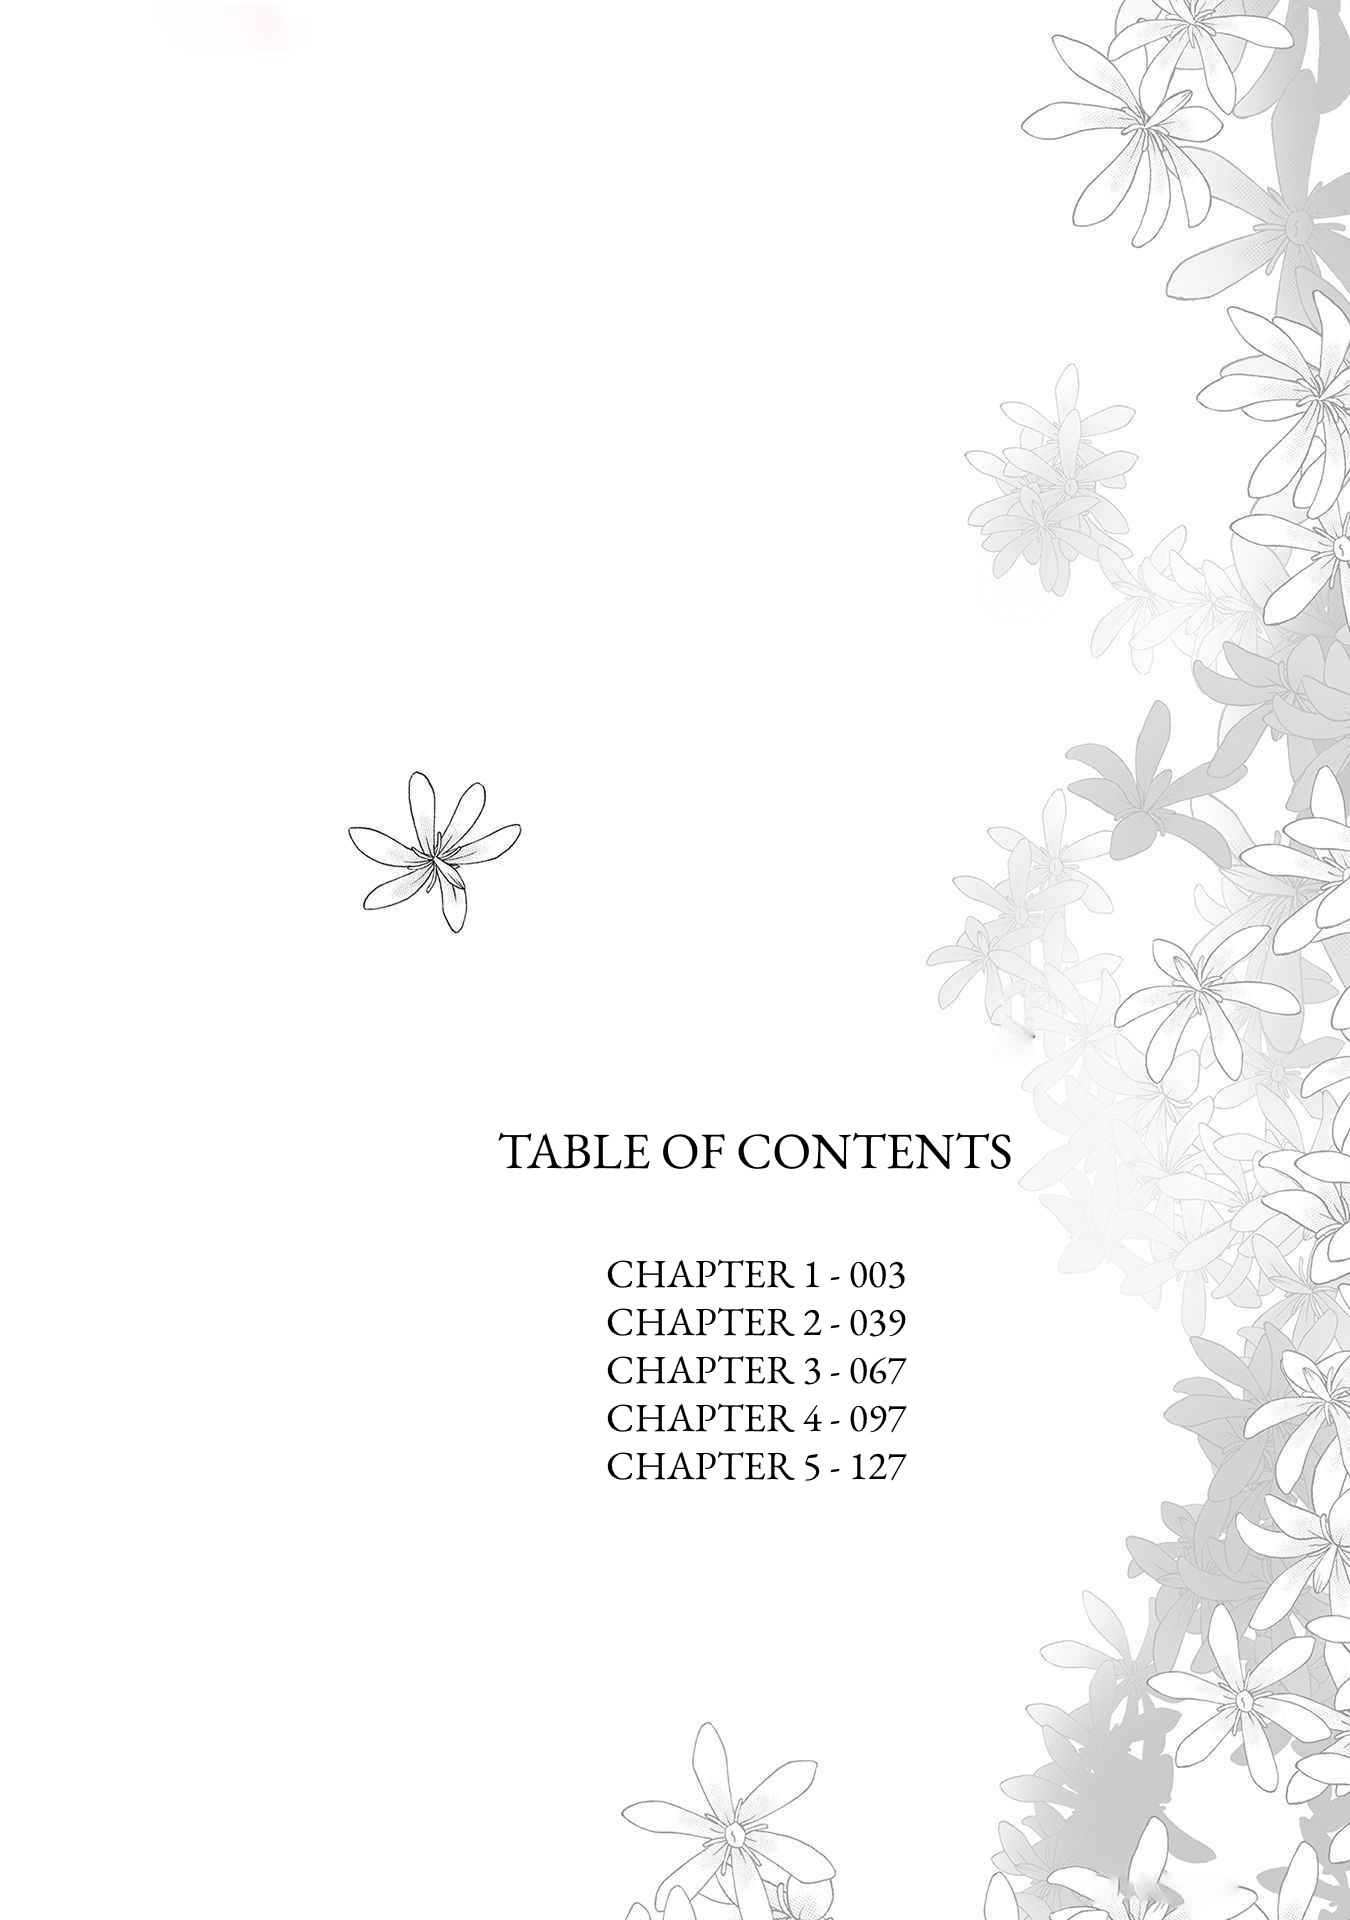 TABLE OF CONTENTS
CHAPTER 1 - 003
CHAPTER 2 - 039
CHAPTER 3 - 067
CHAPTER 4 - 097
CHAPTER 5 - 127